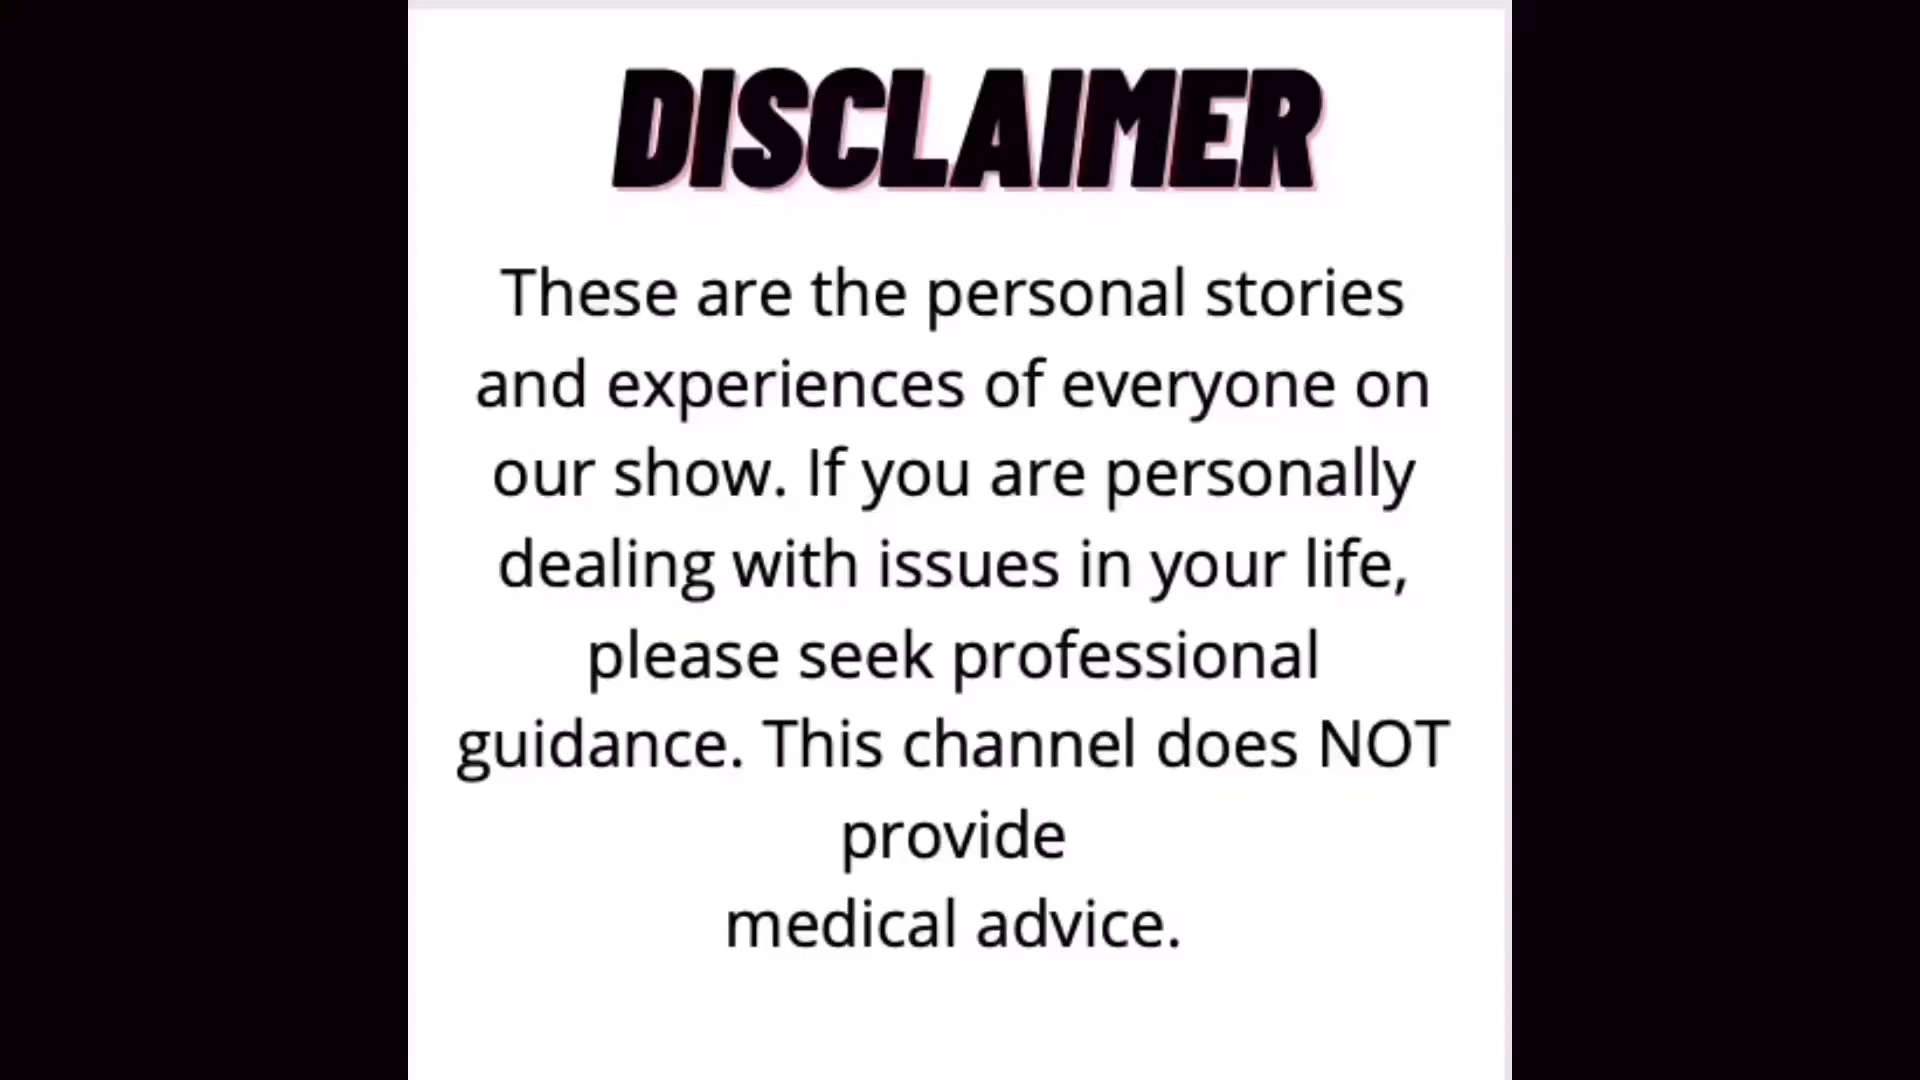 DISCLAIMER
These are the personal stories
and experiences of everyone on
our show. If you are personally
dealing with issues in your life,
please seek professional
guidance. This channel does NOT
provide
medical advice.